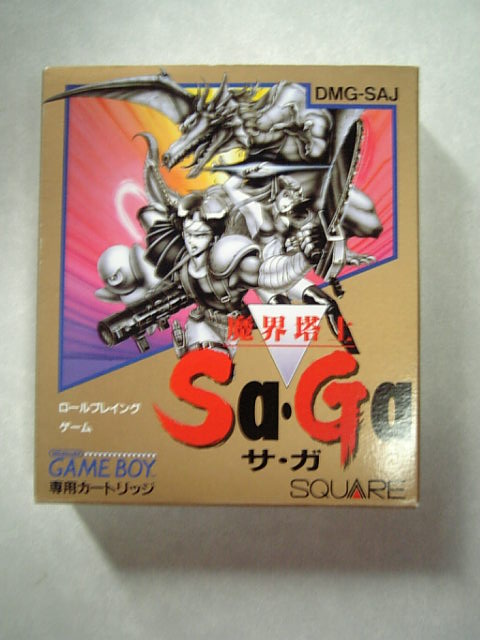 DMG-SAJ
魔界塔士
Sa・Ga
サ・ガ
ロールプレイング
ゲーム
GAME BOY
専用カートリッジ
SQUARE